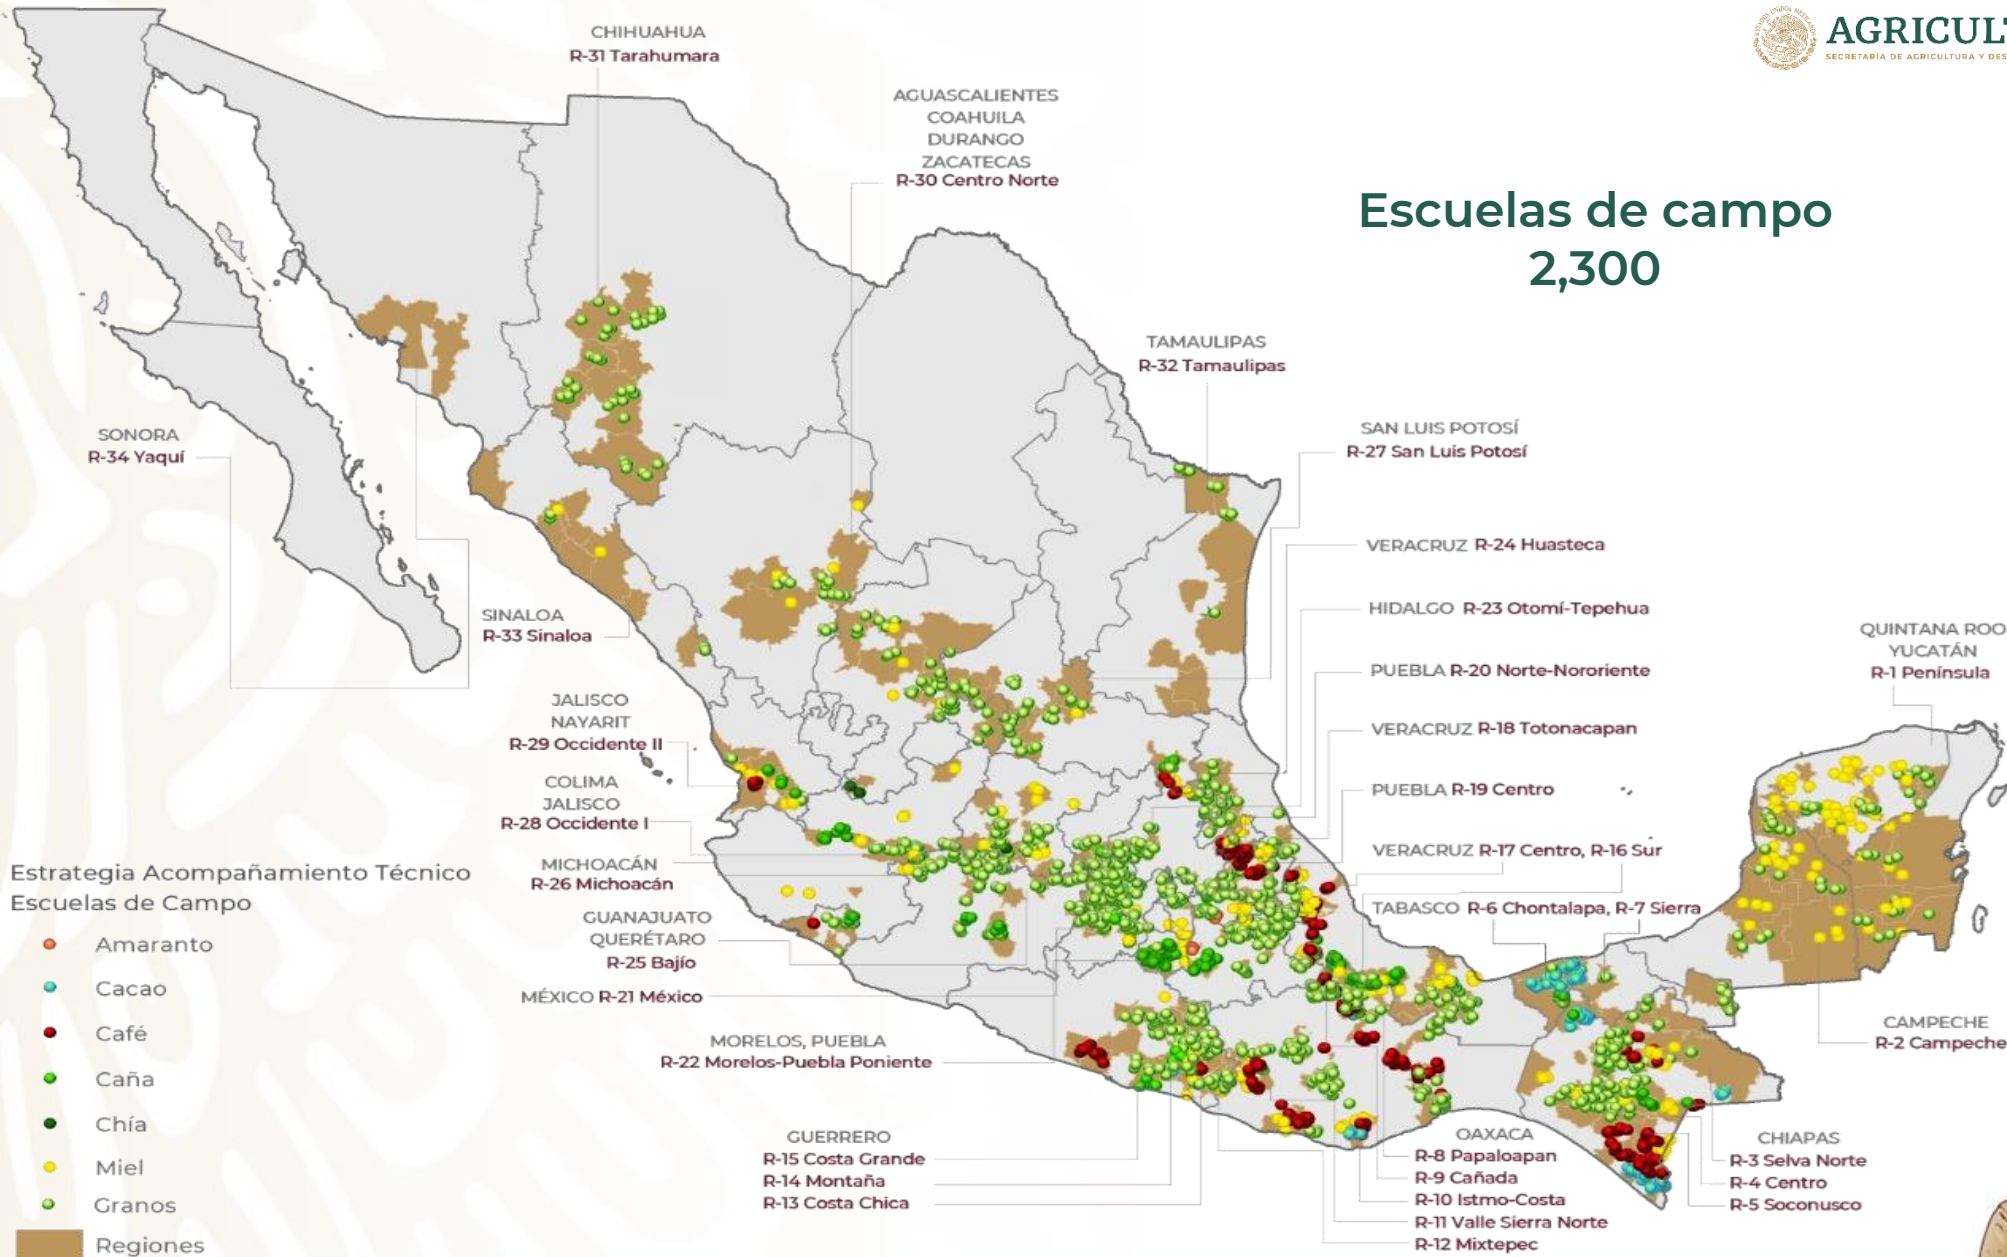 AGRICUL
SECRETARÍA DE AGRICULTURA Y DES
Escuelas de campo
2,300
CHIHUAHUA
R-31 Tarahumara
AGUASCALIENTES
COAHUILA
DURANGO
ZACATECAS
R-30 Centro Norte
TAMAULIPAS
R-32 Tamaulipas
SAN LUIS POTOSÍ
R-27 San Luis Potosí
SONORA
R-34 Yaquí
VERACRUZ R-24 Huasteca
HIDALGO R-23 Otomí-Tepehua
SINALOA
R-33 Sinaloa
QUINTANA ROO
YUCATÁN
R-1 Península
PUEBLA R-20 Norte-Nororiente
JALISCO
NAYARIT
R-29 Occidente II
VERACRUZ R-18 Totonacapan
COLIMA
JALISCO
R-28 Occidente I
PUEBLA R-19 Centro
VERACRUZ R-17 Centro, R-16 Sur
MICHOACÁN
R-26 Michoacán
TABASCO R-6 Chontalapa, R-7 Sierra
GUANAJUATO
QUERÉTARO
R-25 Bajío
MÉXICO R-21 México
CAMPECHE
R-2 Campeche
MORELOS, PUEBLA
R-22 Morelos-Puebla Poniente
GUERRERO
R-15 Costa Grande
R-14 Montaña
R-13 Costa Chica
OAXACA
R-8 Papaloapan
R-9 Cañada
R-10 Istmo-Costa
R-11 Valle Sierra Norte
R-12 Mixtepec
CHIAPAS
R-3 Selva Norte
R-4 Centro
R-5 Soconusco
Estrategia Acompañamiento Técnico
Escuelas de Campo
Amaranto
Cacao
Café
Caña
Chía
Miel
Granos
Regiones